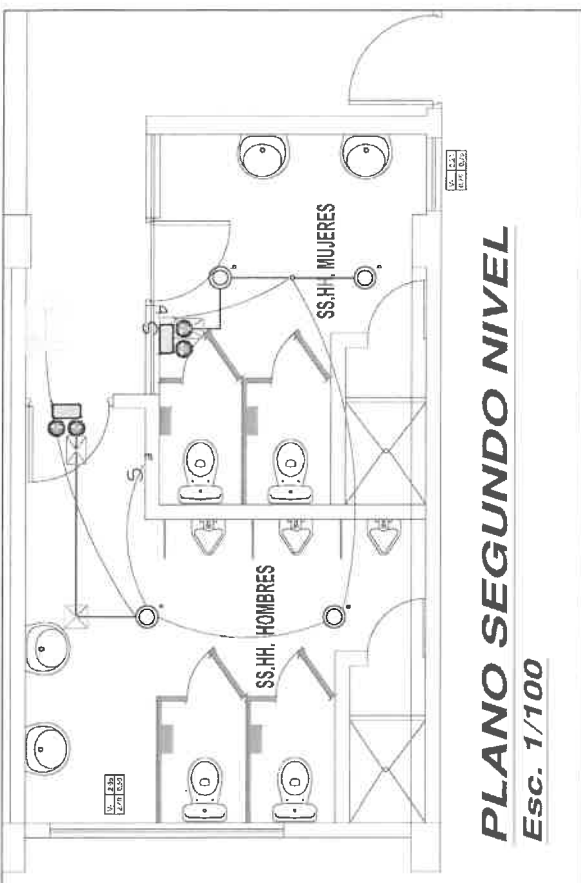 SS.HH. HOMBRES
SS.HH. MUJERES
S
S
PLANO SEGUNDO NIVEL
Esc. 1/100